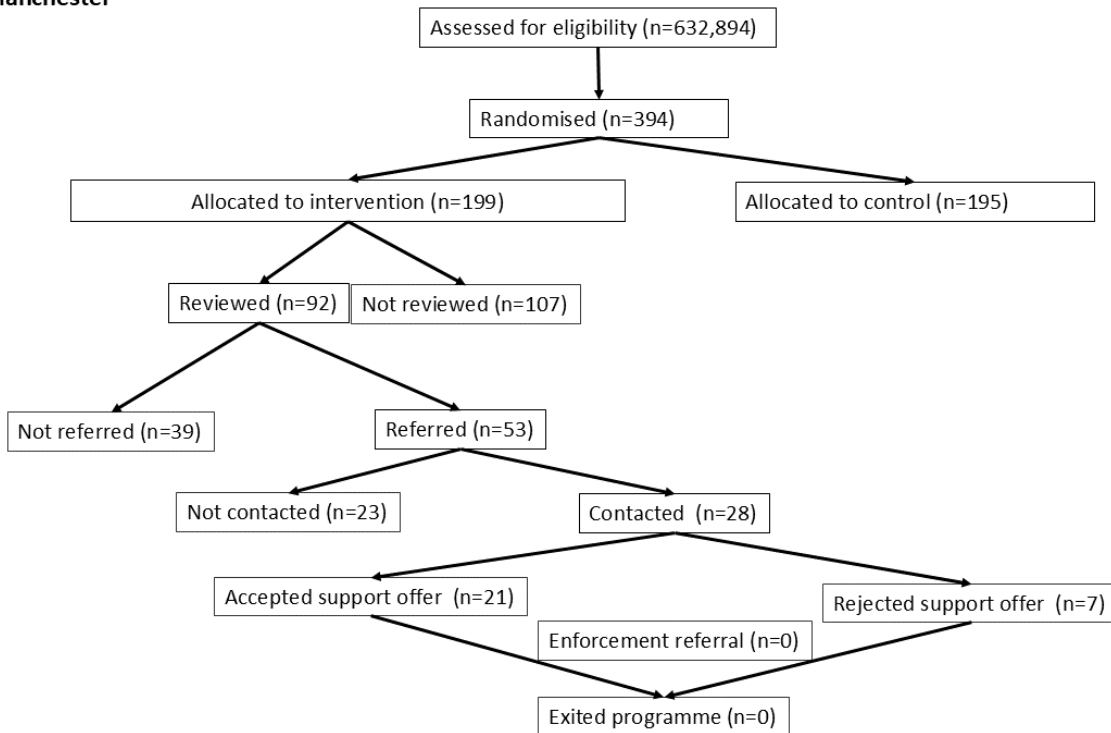 Assessed for eligibility (n=632,894)
Randomised (n=394)
Allocated to intervention (n=199)
Allocated to control (n=195)
Reviewed (n=92)
Not reviewed (n=107)
Not referred (n=39)
Referred (n=53)
Not contacted (n=23)
Contacted (n=28)
Accepted support offer (n=21)
Rejected support offer (n=7)
Enforcement referral (n=0)
Exited programme (n=0)